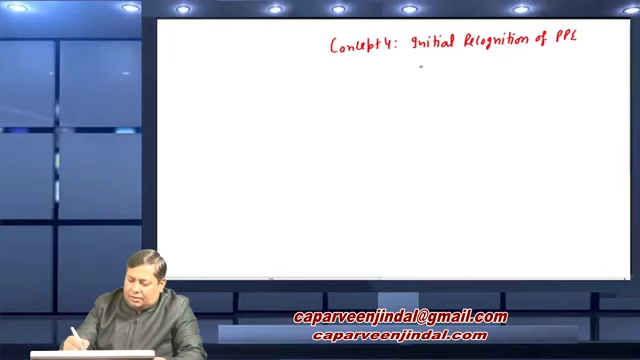 Concept 4: Initial Recognition of PPE
caparveenjindal@gmail.com
caparveenjindal.com